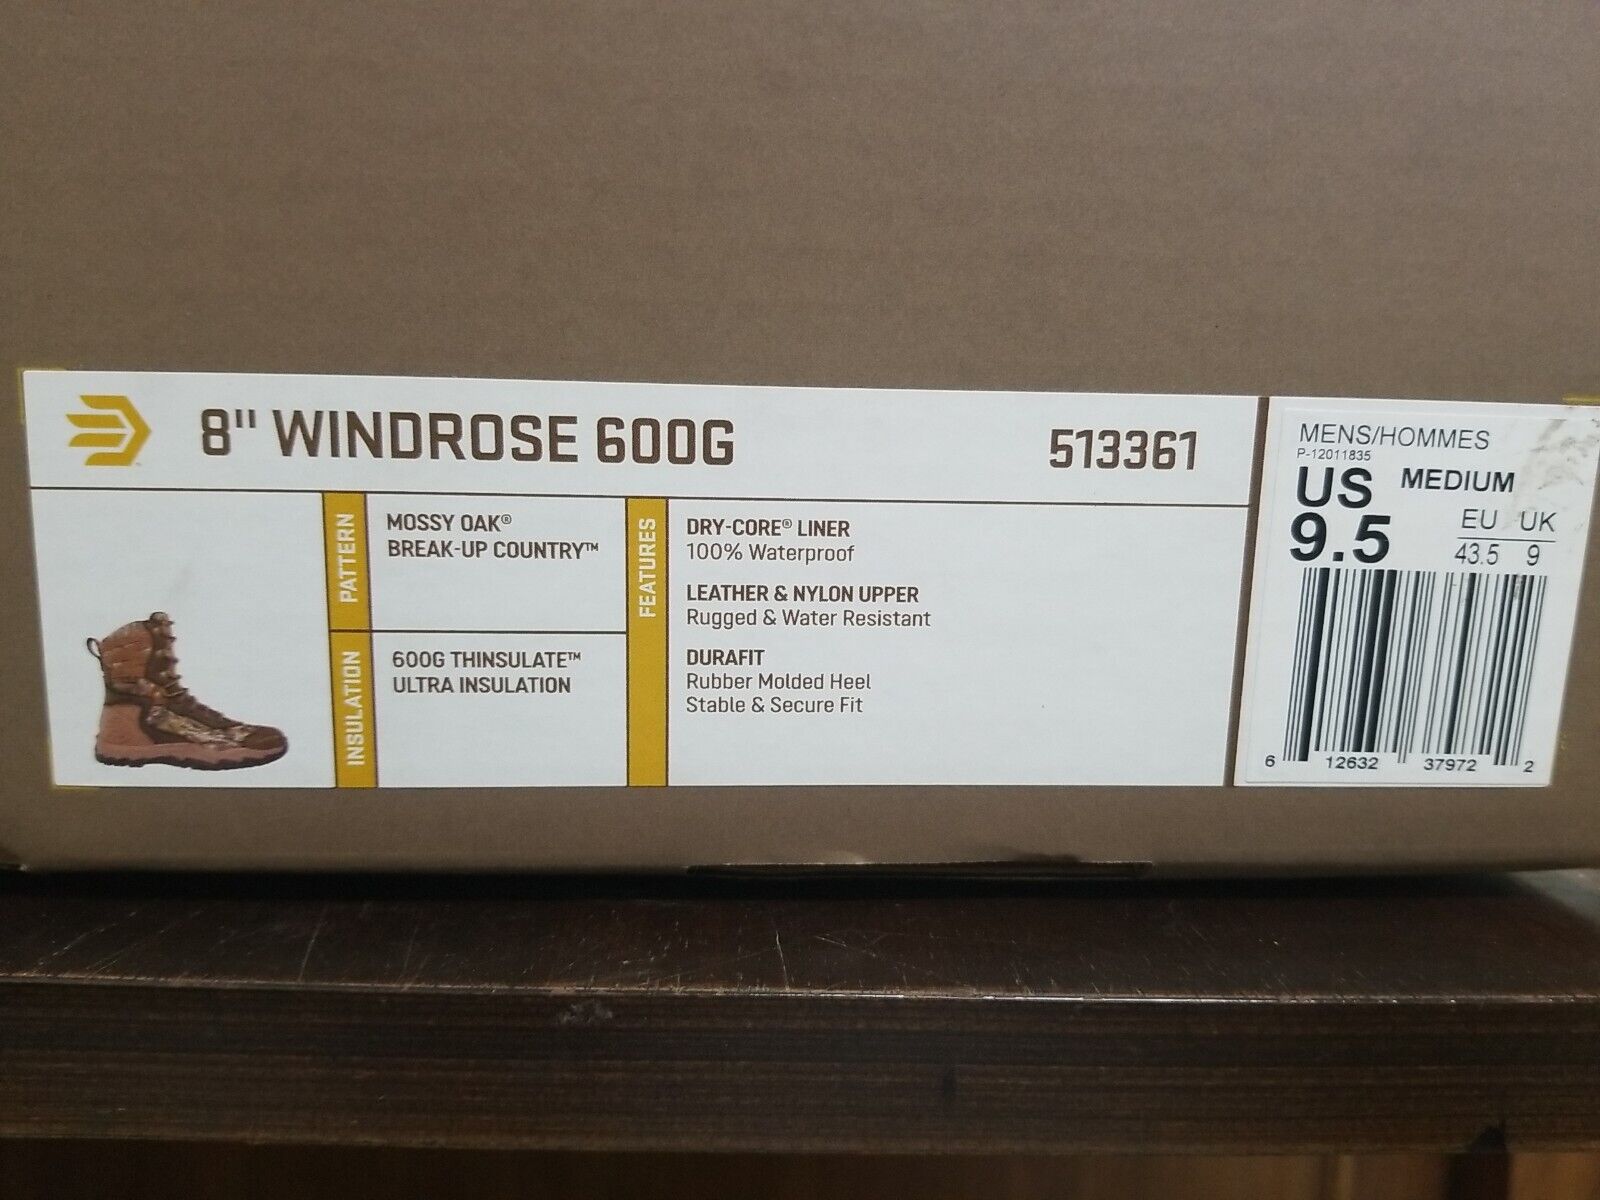 8" WINDROSE 600G
513361
PATTERN
MOSSY OAK®
BREAK-UP COUNTRY™
INSULATION
600G THINSULATE™
ULTRA INSULATION
FEATURES
DRY-CORE® LINER
100% Waterproof
LEATHER & NYLON UPPER
Rugged & Water Resistant
DURAFIT
Rubber Molded Heel
Stable & Secure Fit
MENS/HOMMES
P-12011835
US MEDIUM
9.5
EU UK
43.5 9
6 12632 37972 2